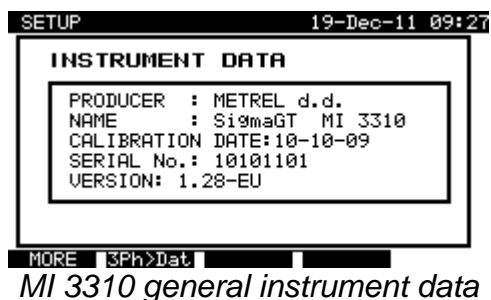 SETUP 19-Dec-11 09:27
INSTRUMENT DATA
PRODUCER : METREL d.d.
NAME : SigmaGT MI 3310
CALIBRATION DATE:10-10-09
SERIAL No.: 10101101
VERSION: 1.28-EU
MORE 3Ph>Dat
MI 3310 general instrument data